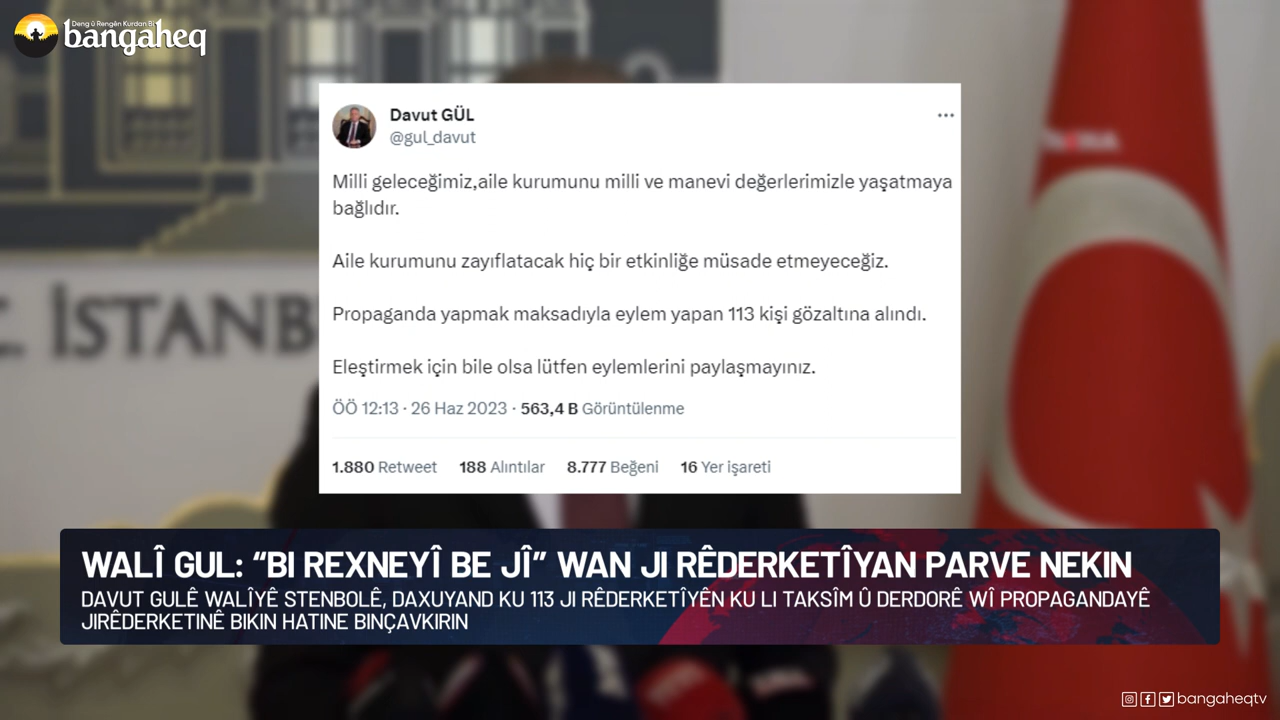 Deng û Rengên Kurdan Bi
bangaheq
Davut GÜL
@gul_davut
Milli geleceğimiz,aile kurumunu milli ve manevi değerlerimizle yaşatmaya
bağlıdır.
Aile kurumunu zayıflatacak hiç bir etkinliğe müsade etmeyeceğiz.
Propaganda yapmak maksadıyla eylem yapan 113 kişi gözaltına alındı.
Eleştirmek için bile olsa lütfen eylemlerini paylaşmayınız.
ÖÖ 12:13 · 26 Haz 2023 · 563,4 B Görüntülenme
1.880 Retweet 188 Alıntılar 8.777 Beğeni 16 Yer işareti
. İSTANB
WALÎ GUL: “BI REXNEYÎ BE JÎ” WAN JI RÊDERKETÎYAN PARVE NEKIN
DAVUT GULÊ WALÎYÊ STENBOLÊ, DAXUYAND KU 113 JI RÊDERKETÎYÊN KU LI TAKSÎM Û DERDORÊ WÎ PROPAGANDAYÊ
JIRÊDERKETINÊ BIKIN HATINE BINÇAVKIRIN
bangaheqtv